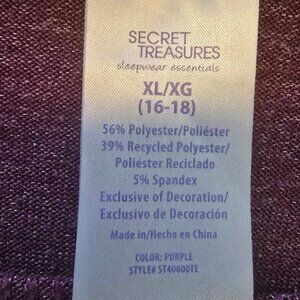 SECRET
TREASURES
sleepwear essentials
XL/XG
(16-18)
56% Polyester/Poliéster
39% Recycled Polyester/
Poliéster Reciclado
5% Spandex
Exclusive of Decoration/
Exclusivo de Decoración
Made in/Hecho en China
COLOR: PURPLE
STYLE# ST40600TE